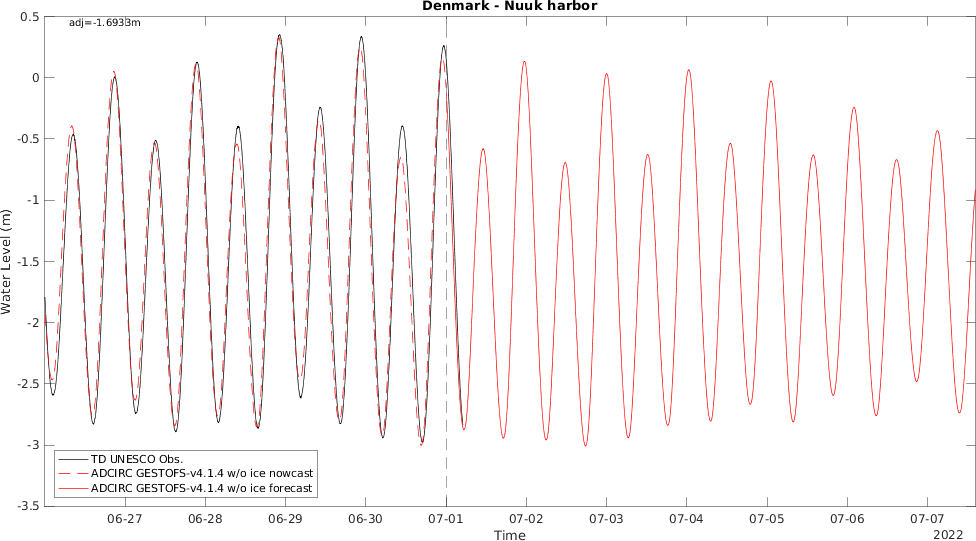 Denmark - Nuuk harbor
adj=-1.6933m
0.5
0
-0.5
-1
-1.5
-2
-2.5
-3
-3.5
Water Level (m)
TD UNESCO Obs.
ADCIRC GESTOFS-v4.1.4 w/o ice nowcast
ADCIRC GESTOFS-v4.1.4 w/o ice forecast
06-27 06-28 06-29 06-30 07-01 07-02 07-03 07-04 07-05 07-06 07-07
Time
2022